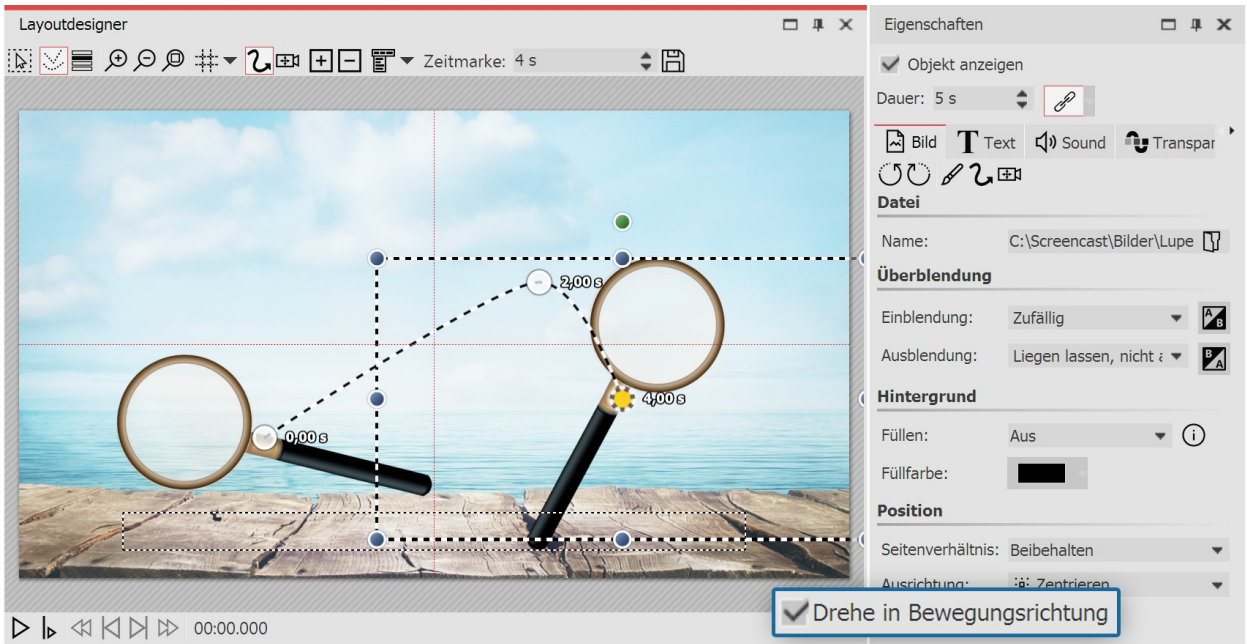 Layoutdesigner
Zeitmarke: 4 s
2,00 s
4,00 s
0,00 s
00:00.000
Eigenschaften
Objekt anzeigen
Dauer: 5 s
Bild Text Sound Transpar
Datei
Name: C:\Screencast\Bilder\Lupe
Überblendung
Einblendung: Zufällig
A B
Ausblendung: Liegen lassen, nicht
B A
Hintergrund
Füllen: Aus
Füllfarbe:
Position
Seitenverhältnis: Beibehalten
Ausrichtung: Zentrieren
Drehe in Bewegungsrichtung